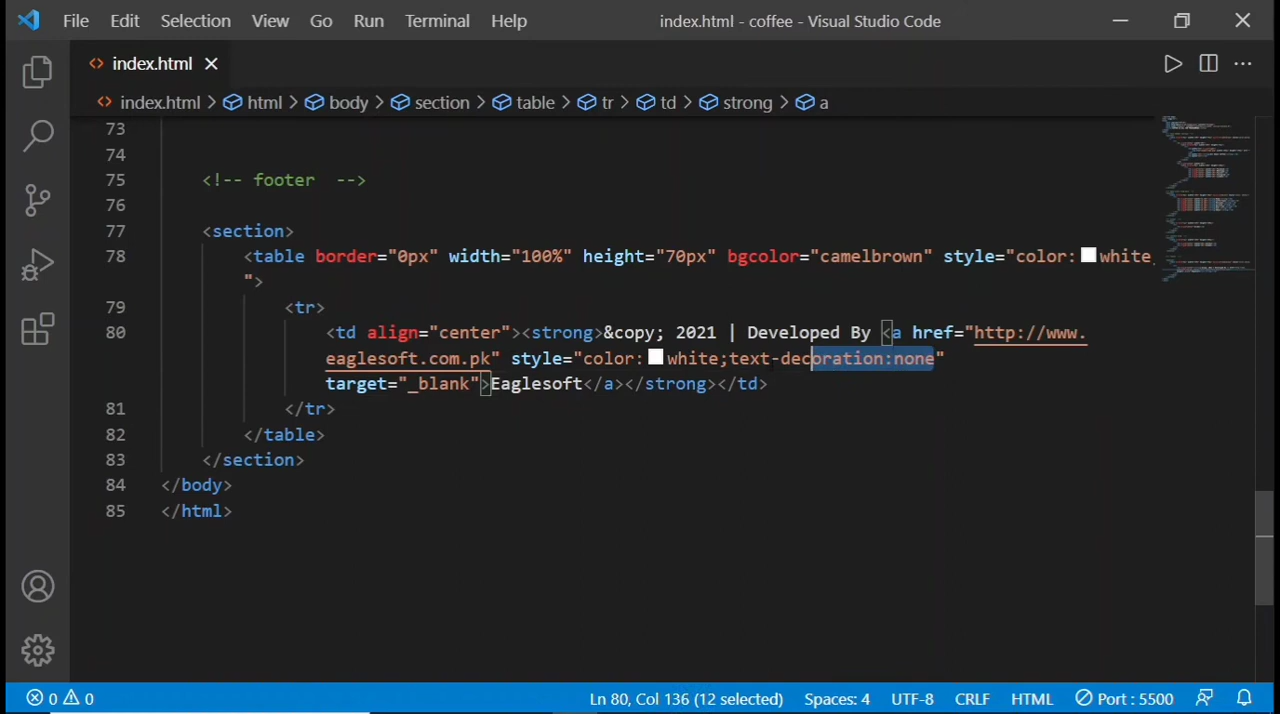 File Edit Selection View Go Run Terminal Help index.html - coffee - Visual Studio Code
index.html
index.html > html > body > section > table > tr > td > strong > a
73
74
75 <!-- footer -->
76
77 <section>
78 <table border="0px" width="100%" height="70px" bgcolor="camelbrown" style="color:white;
">
79 <tr>
80 <td align="center"><strong>&copy; 2021 | Developed By <a href="http://www.
eaglesoft.com.pk" style="color:white;text-decoration:none"
target="_blank">Eaglesoft</a></strong></td>
81 </tr>
82 </table>
83 </section>
84 </body>
85 </html>
0 0 Ln 80, Col 136 (12 selected) Spaces: 4 UTF-8 CRLF HTML Port : 5500